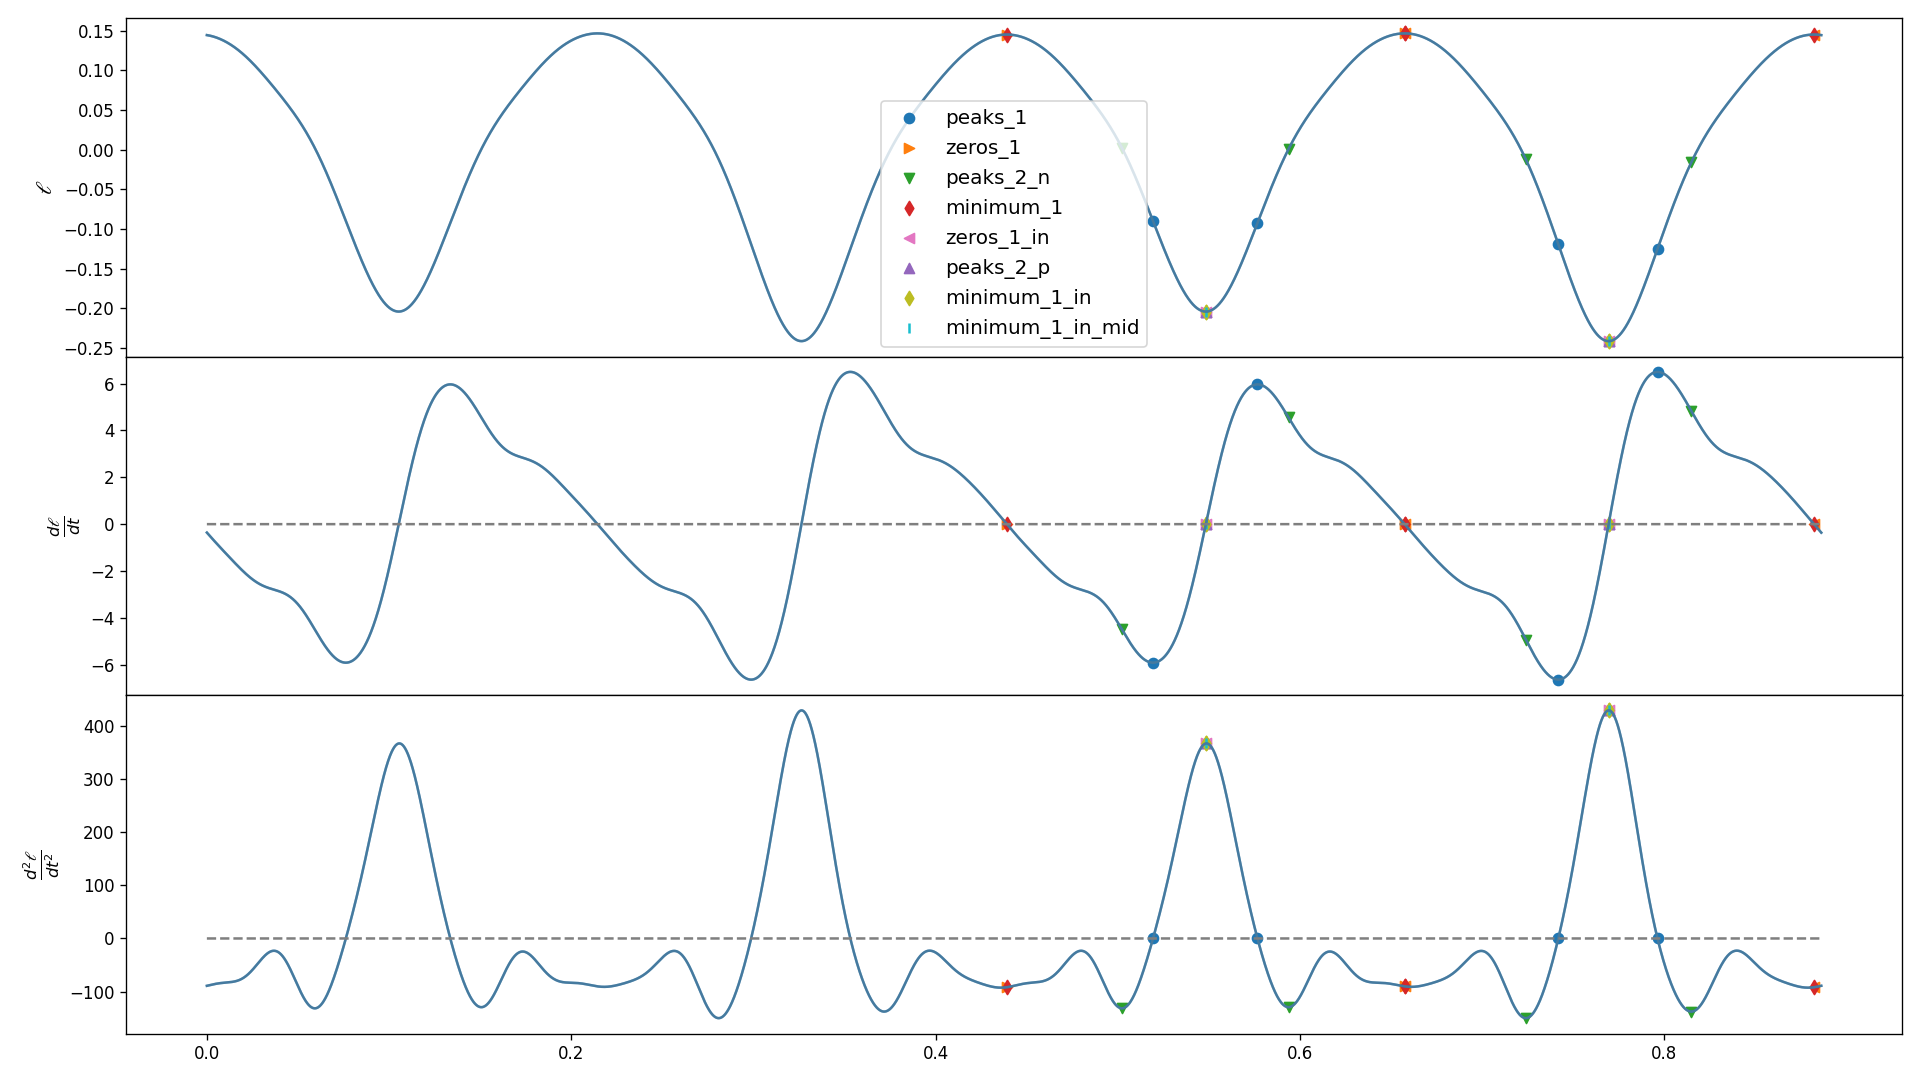 0.15
0.10
0.05
0.00
−0.05
−0.10
−0.15
−0.20
−0.25
ℓ
peaks_1
zeros_1
peaks_2_n
minimum_1
zeros_1_in
peaks_2_p
minimum_1_in
minimum_1_in_mid
6
4
2
0
−2
−4
−6
dℓ
dt
400
300
200
100
0
−100
d²ℓ
dt²
0.0 0.2 0.4 0.6 0.8